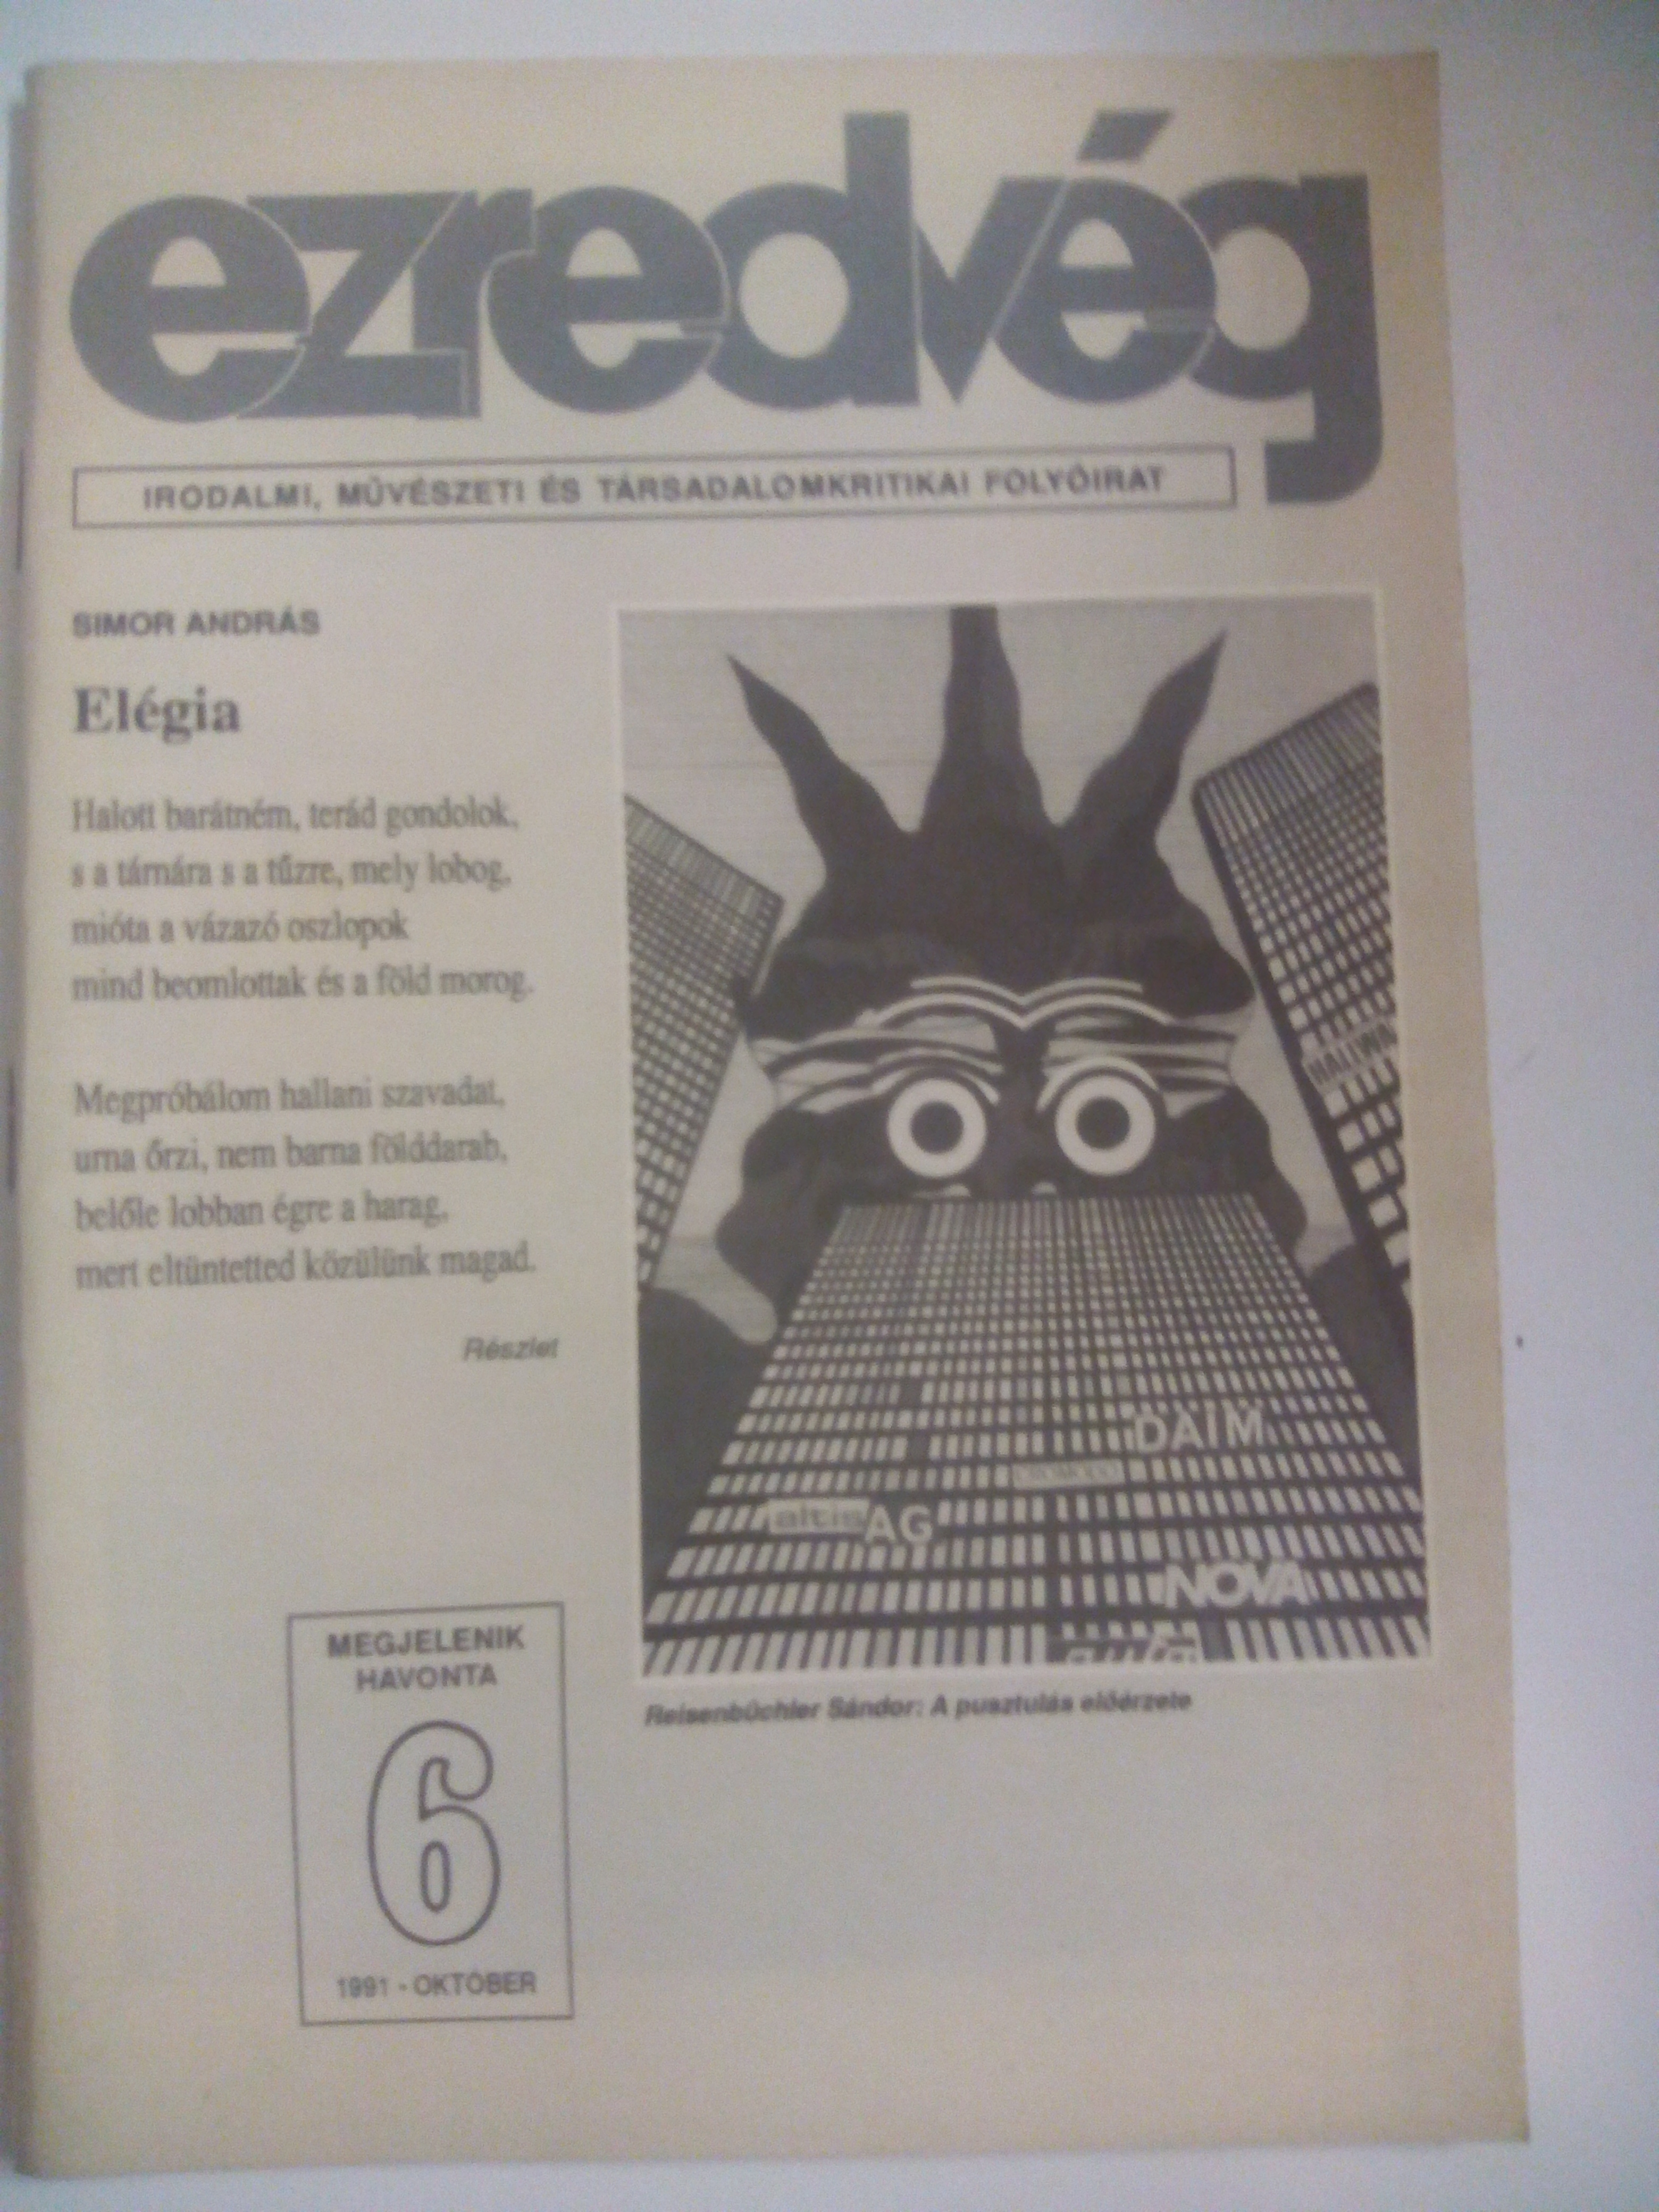 ezredvég
IRODALMI, MŰVÉSZETI ÉS TÁRSADALOMKRITIKAI FOLYÓIRAT
SIMOR ANDRÁS
Elégia
Halott barátném, terád gondolok,
s a tárnára s a tűzre, mely lobog,
mióta a vázazó oszlopok
mind beomlottak és a föld morog.
Megpróbálom hallani szavadat,
urna őrzi, nem barna földdarab,
belőle lobban égre a harag,
mert eltüntetted közülünk magad.
Részlet
DAIM
altis AG
NOVA
Reisenbüchler Sándor: A pusztulás előérzete
MEGJELENIK
HAVONTA
6
1991 - OKTÓBER